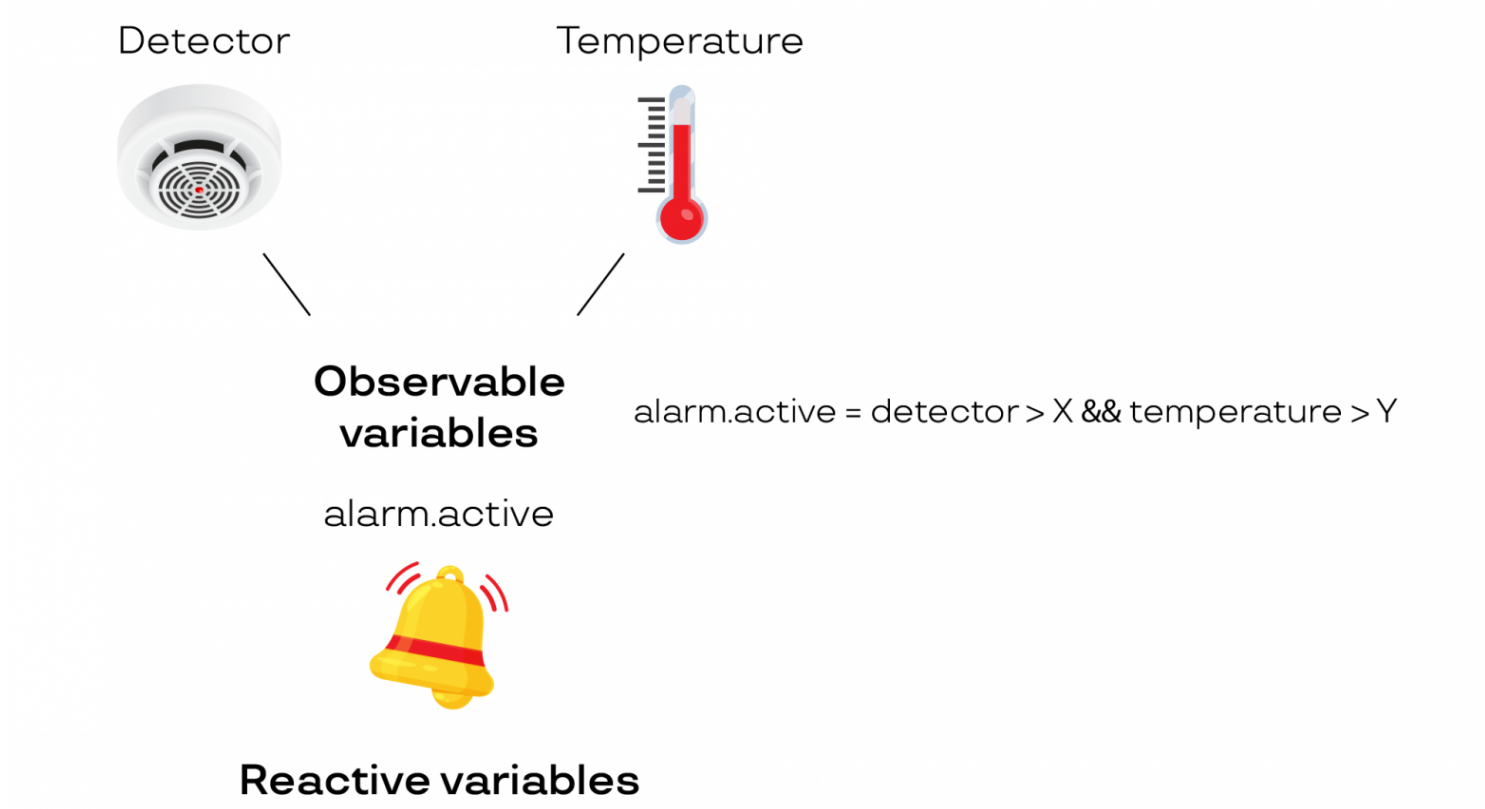 Detector
Temperature
Observable
variables
alarm.active = detector > X && temperature > Y
alarm.active
Reactive variables